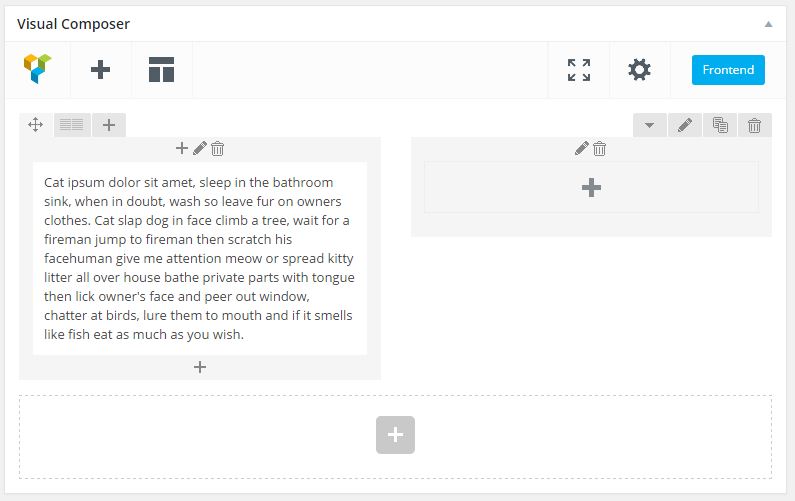 Visual Composer
Frontend
Cat ipsum dolor sit amet, sleep in the bathroom
sink, when in doubt, wash so leave fur on owners
clothes. Cat slap dog in face climb a tree, wait for a
fireman jump to fireman then scratch his
facehuman give me attention meow or spread kitty
litter all over house bathe private parts with tongue
then lick owner's face and peer out window,
chatter at birds, lure them to mouth and if it smells
like fish eat as much as you wish.